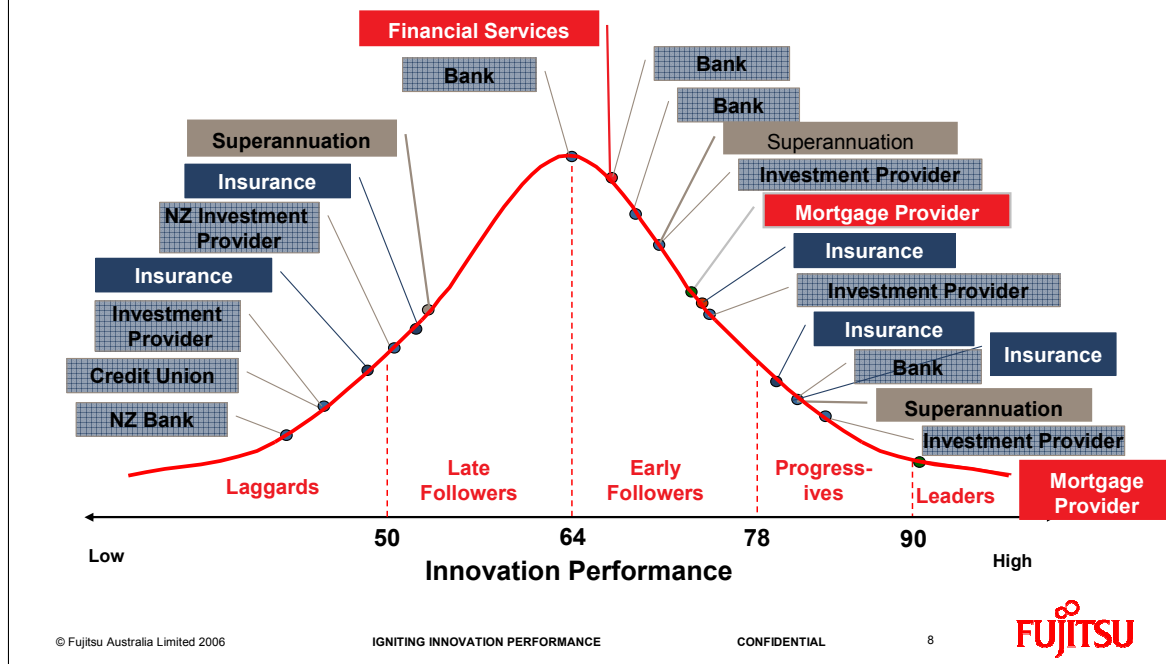 Financial Services
Bank
Bank
Bank
Superannuation
Superannuation
Insurance
Investment Provider
NZ Investment
Provider
Mortgage Provider
Insurance
Insurance
Investment Provider
Investment
Provider
Insurance
Insurance
Credit Union
Bank
NZ Bank
Superannuation
Investment Provider
Laggards
Late
Followers
Early
Followers
Progress-
ives
Leaders
Mortgage
Provider
50
64
78
90
Low
High
Innovation Performance
© Fujitsu Australia Limited 2006
IGNITING INNOVATION PERFORMANCE
CONFIDENTIAL
8
FUJITSU